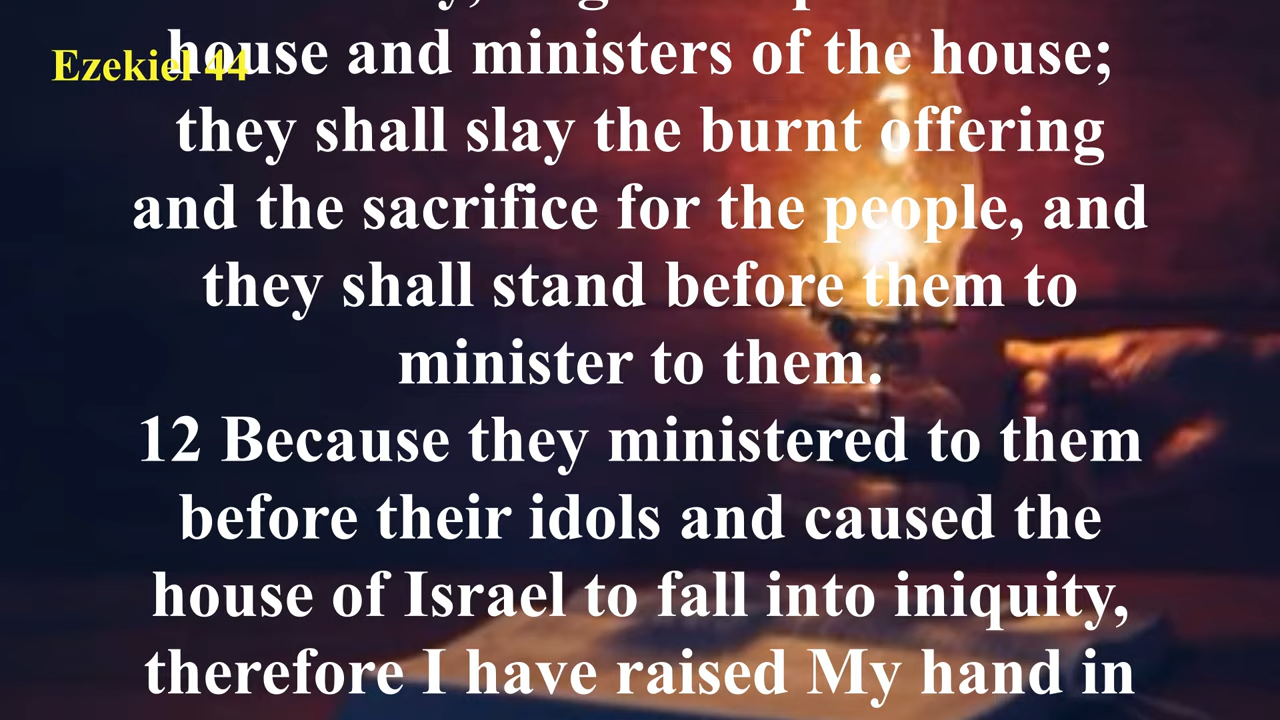 Ezekiel 44
house and ministers of the house;
they shall slay the burnt offering
and the sacrifice for the people, and
they shall stand before them to
minister to them.
12 Because they ministered to them
before their idols and caused the
house of Israel to fall into iniquity,
therefore I have raised My hand in